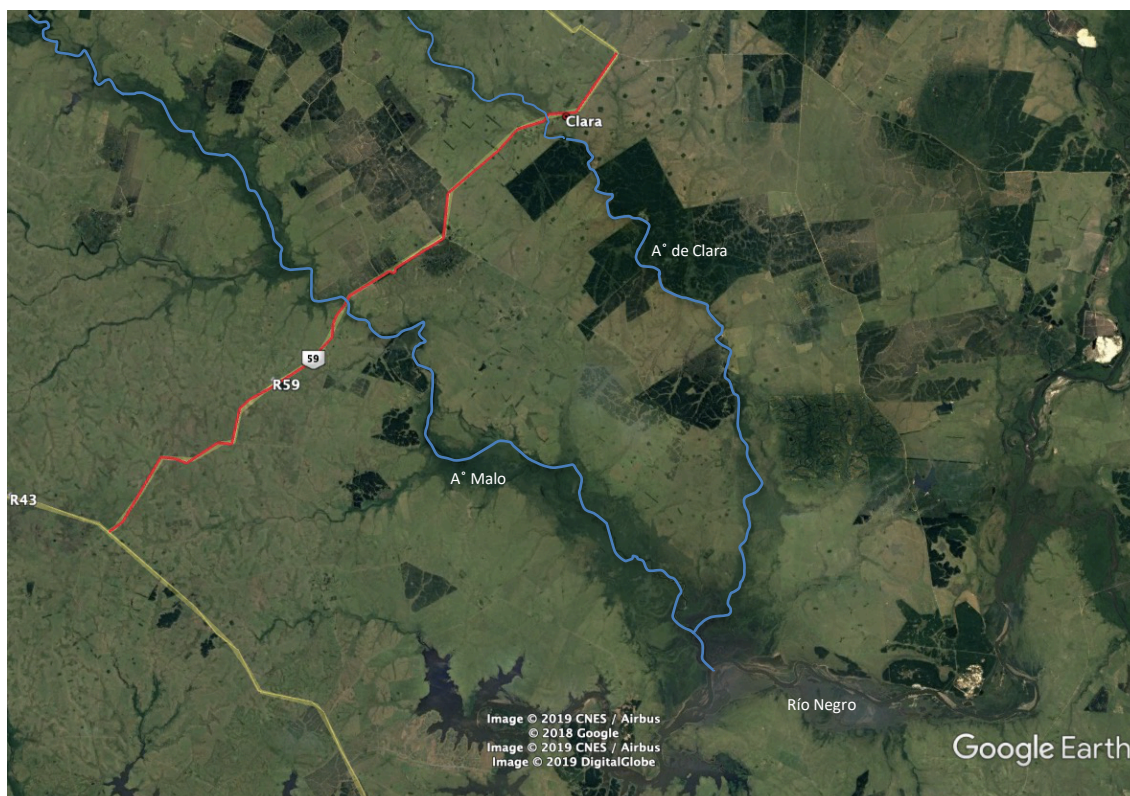 Clara
A° de Clara
59
R59
A° Malo
R43
Río Negro
Image © 2019 CNES / Airbus
© 2018 Google
Image © 2019 CNES / Airbus
Image © 2019 DigitalGlobe
Google Earth